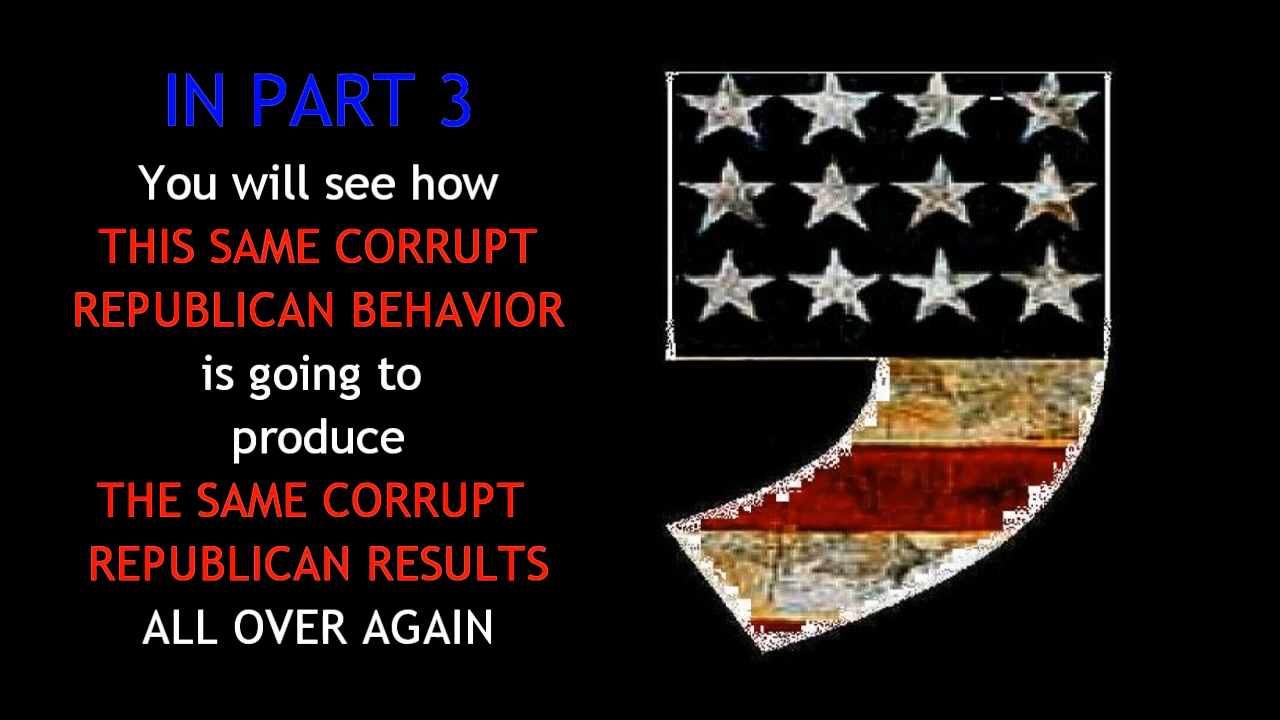 IN PART 3
You will see how
THIS SAME CORRUPT
REPUBLICAN BEHAVIOR
is going to
produce
THE SAME CORRUPT
REPUBLICAN RESULTS
ALL OVER AGAIN